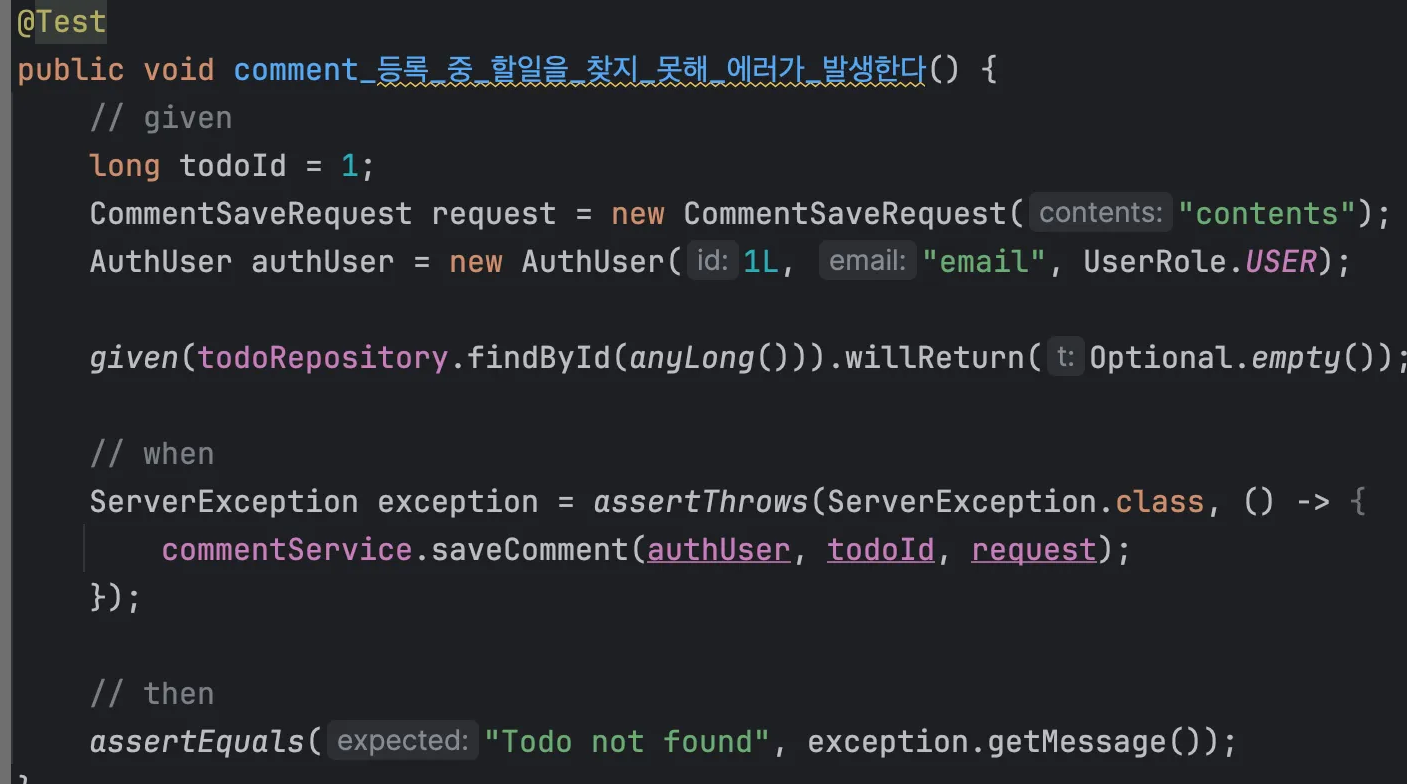 @Test
public void comment_등록_중_할일을_찾지_못해_에러가_발생한다() {
// given
long todoId = 1;
CommentSaveRequest request = new CommentSaveRequest( contents: "contents");
AuthUser authUser = new AuthUser( id: 1L, email: "email", UserRole.USER);
given(todoRepository.findById(anyLong())).willReturn( t: Optional.empty());
// when
ServerException exception = assertThrows(ServerException.class, () -> {
commentService.saveComment(authUser, todoId, request);
});
// then
assertEquals( expected: "Todo not found", exception.getMessage());
}